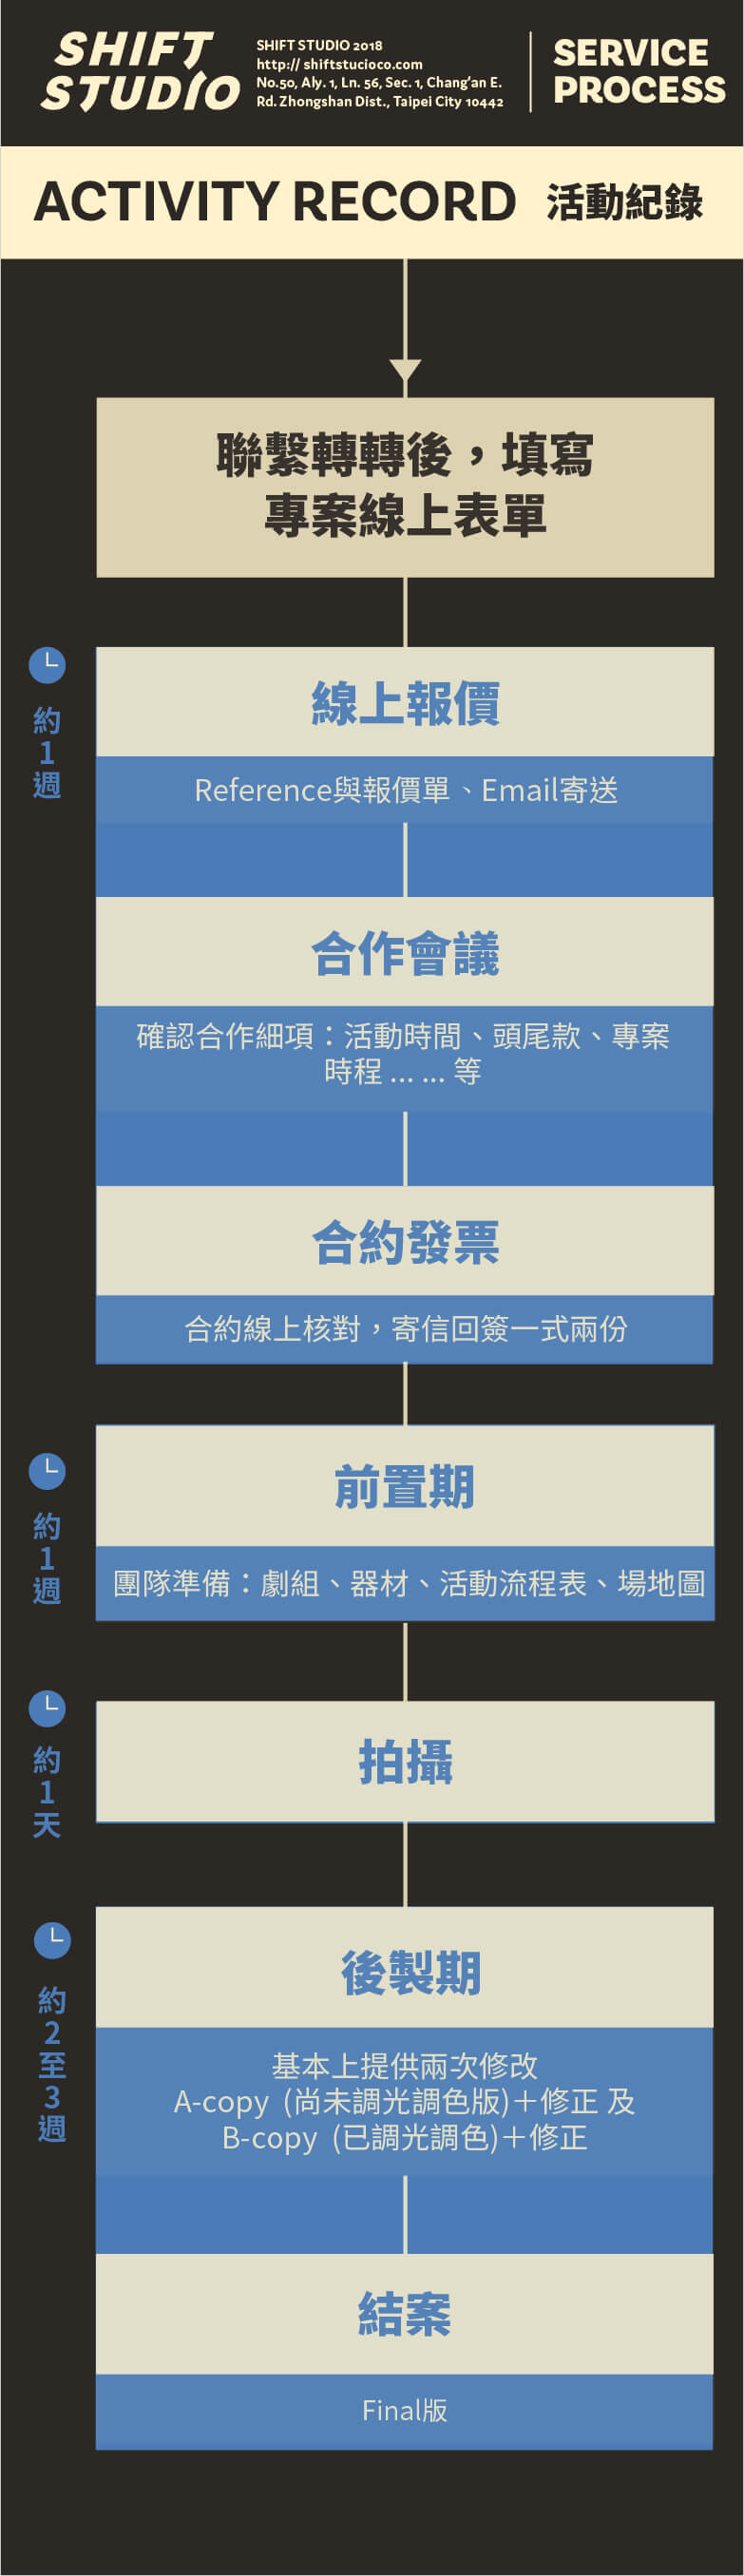 SHIFT
STUDIO
SHIFT STUDIO 2018
http:// shiftstucioco.com
No.50, Aly. 1, Ln. 56, Sec. 1, Chang'an E.
Rd. Zhongshan Dist., Taipei City 10442
SERVICE
PROCESS
ACTIVITY RECORD 活動紀錄
聯繫轉轉後，填寫
專案線上表單
約1週
線上報價
Reference與報價單、Email寄送
合作會議
確認合作細項：活動時間、頭尾款、專案
時程 ... ... 等
合約發票
合約線上核對，寄信回簽一式兩份
約1週
前置期
團隊準備：劇組、器材、活動流程表、場地圖
約1天
拍攝
約2至3週
後製期
基本上提供兩次修改
A-copy (尚未調光調色版)＋修正 及
B-copy (已調光調色)＋修正
結案
Final版